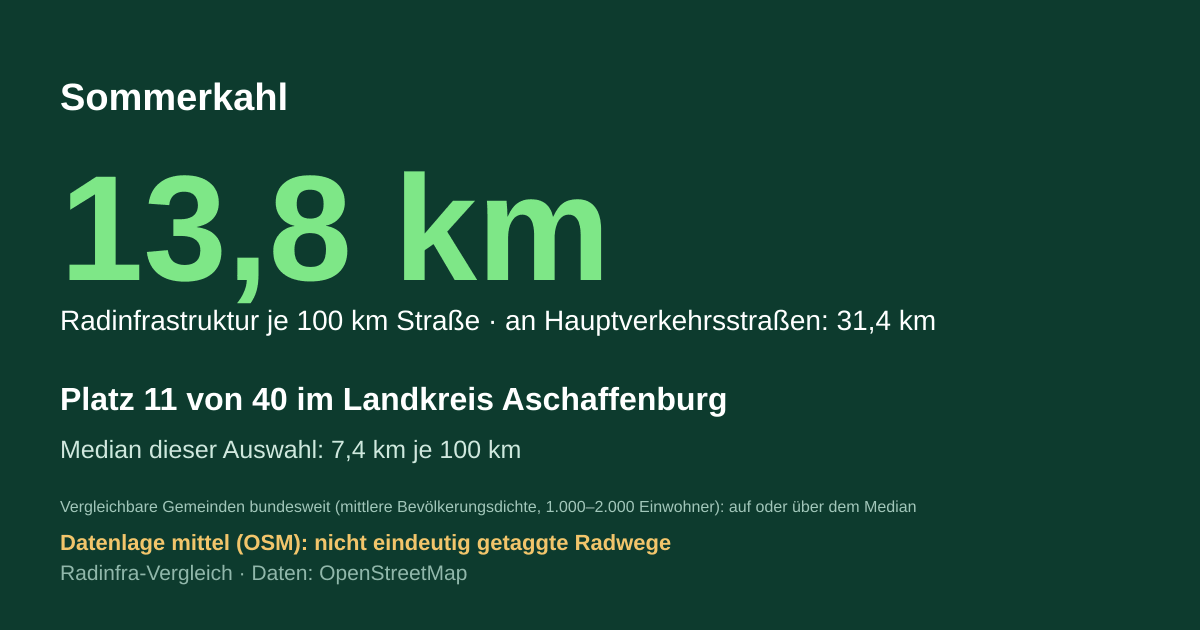 Sommerkahl
13,8 km
Radinfrastruktur je 100 km Straße · an Hauptverkehrsstraßen: 31,4 km
Platz 11 von 40 im Landkreis Aschaffenburg
Median dieser Auswahl: 7,4 km je 100 km
Vergleichbare Gemeinden bundesweit (mittlere Bevölkerungsdichte, 1.000–2.000 Einwohner): auf oder über dem Median
Datenlage mittel (OSM): nicht eindeutig getaggte Radwege
Radinfra-Vergleich · Daten: OpenStreetMap